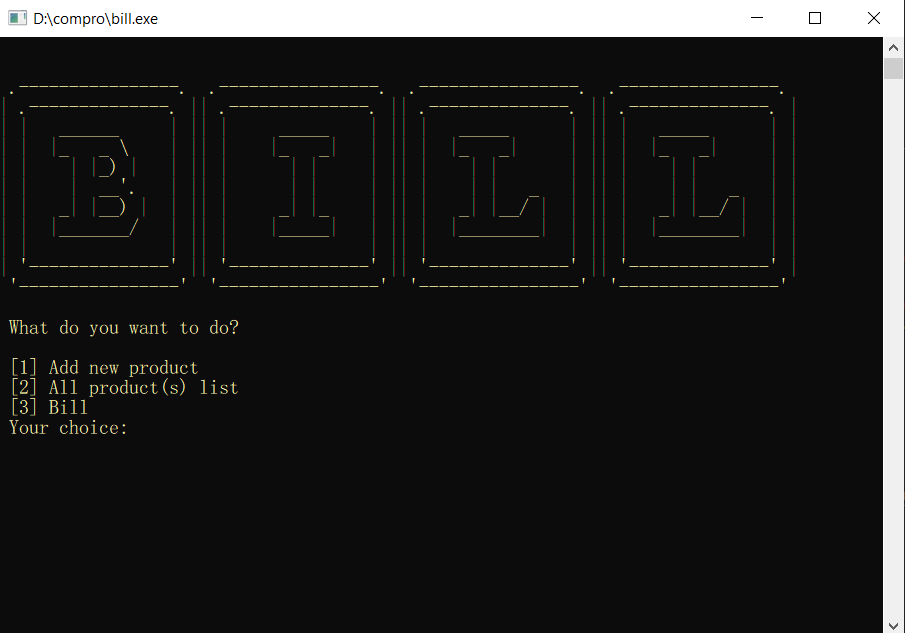 D:\compro\bill.exe
BILL
What do you want to do?
[1] Add new product
[2] All product(s) list
[3] Bill
Your choice: